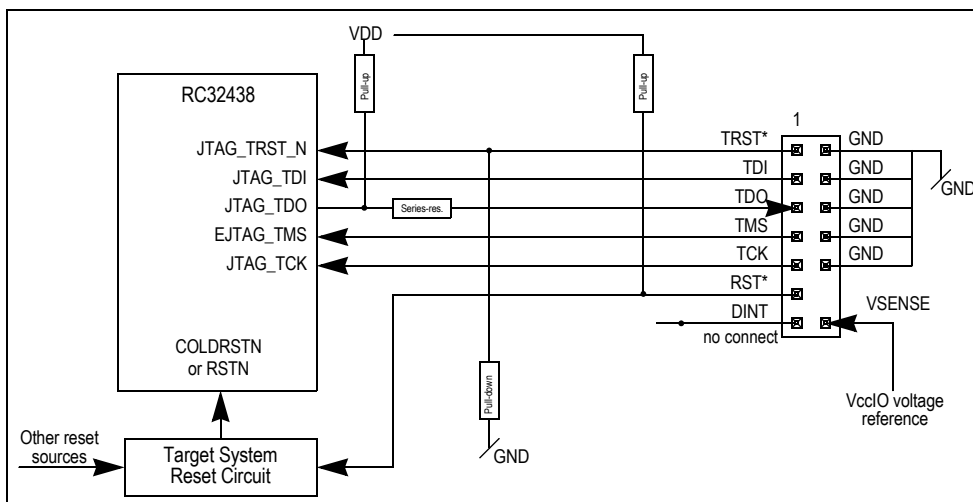 VDD
Pull-up
Pull-up
RC32438
1
JTAG_TRST_N
TRST*
GND
JTAG_TDI
TDI
GND
GND
JTAG_TDO
Series-res.
TDO
GND
EJTAG_TMS
TMS
GND
JTAG_TCK
TCK
GND
RST*
VSENSE
DINT
no connect
COLDRSTN
or RSTN
Pull-down
VccIO voltage
reference
Other reset
sources
Target System
Reset Circuit
GND